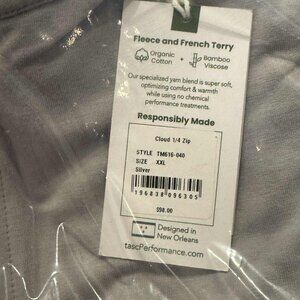 Fleece and French Terry
Organic
Cotton
+
Bamboo
Viscose
Our specialized yarn blend is super soft,
optimizing comfort & warmth
while using no chemical
performance treatments.
Responsibly Made
Cloud 1/4 Zip
STYLE TM616-040
SIZE XXL
Silver
196838 096305
$98.00
Designed in
New Orleans
tascPerformance.com